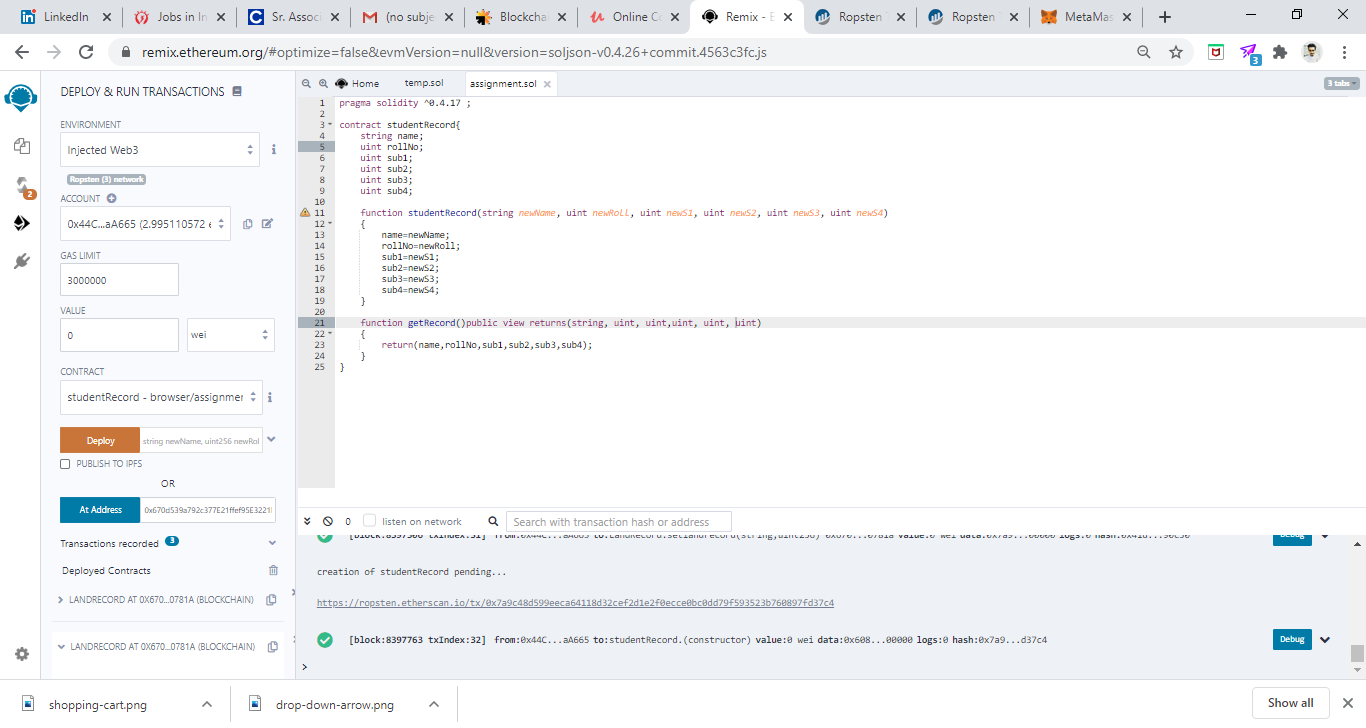 LinkedIn
Jobs in In
Sr. Associ
(no subje
Blockchai
Online Co
Remix - E
Ropsten
Ropsten
MetaMas
remix.ethereum.org/#optimize=false&evmVersion=null&version=soljson-v0.4.26+commit.4563c3fc.js
3
DEPLOY & RUN TRANSACTIONS
ENVIRONMENT
Injected Web3
Ropsten (3) network
ACCOUNT
0x44C...aA665 (2.995110572 e
GAS LIMIT
3000000
VALUE
0
wei
CONTRACT
studentRecord - browser/assignmer
Deploy
string newName, uint256 newRol
PUBLISH TO IPFS
OR
At Address
0x670d539a792c377E21ffef95E3221
Transactions recorded 3
Deployed Contracts
LANDRECORD AT 0X670...0781A (BLOCKCHAIN)
LANDRECORD AT 0X670...0781A (BLOCKCHAIN)
2
Home
temp.sol
assignment.sol
3 tabs
1 pragma solidity ^0.4.17 ;
2
3 contract studentRecord{
4 string name;
5 uint rollNo;
6 uint sub1;
7 uint sub2;
8 uint sub3;
9 uint sub4;
10
11 function studentRecord(string newName, uint newRoll, uint newS1, uint newS2, uint newS3, uint newS4)
12 {
13 name=newName;
14 rollNo=newRoll;
15 sub1=newS1;
16 sub2=newS2;
17 sub3=newS3;
18 sub4=newS4;
19 }
20
21 function getRecord()public view returns(string, uint, uint,uint, uint, uint)
22 {
23 return(name,rollNo,sub1,sub2,sub3,sub4);
24 }
25 }
0
listen on network
Search with transaction hash or address
Debug
creation of studentRecord pending...
https://ropsten.etherscan.io/tx/0x7a9c48d599eeca64118d32cef2d1e2f0ecce0bc0dd79f593523b760897fd37c4
[block:8397763 txIndex:32] from:0x44C...aA665 to:studentRecord.(constructor) value:0 wei data:0x608...00000 logs:0 hash:0x7a9...d37c4
Debug
>
shopping-cart.png
drop-down-arrow.png
Show all